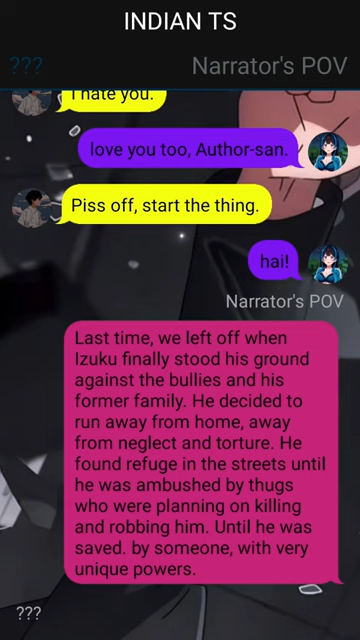 INDIAN TS
???
Narrator's POV
I hate you.
love you too, Author-san.
Piss off, start the thing.
hai!
Narrator's POV
Last time, we left off when
Izuku finally stood his ground
against the bullies and his
former family. He decided to
run away from home, away
from neglect and torture. He
found refuge in the streets until
he was ambushed by thugs
who were planning on killing
and robbing him. Until he was
saved. by someone, with very
unique powers.
???